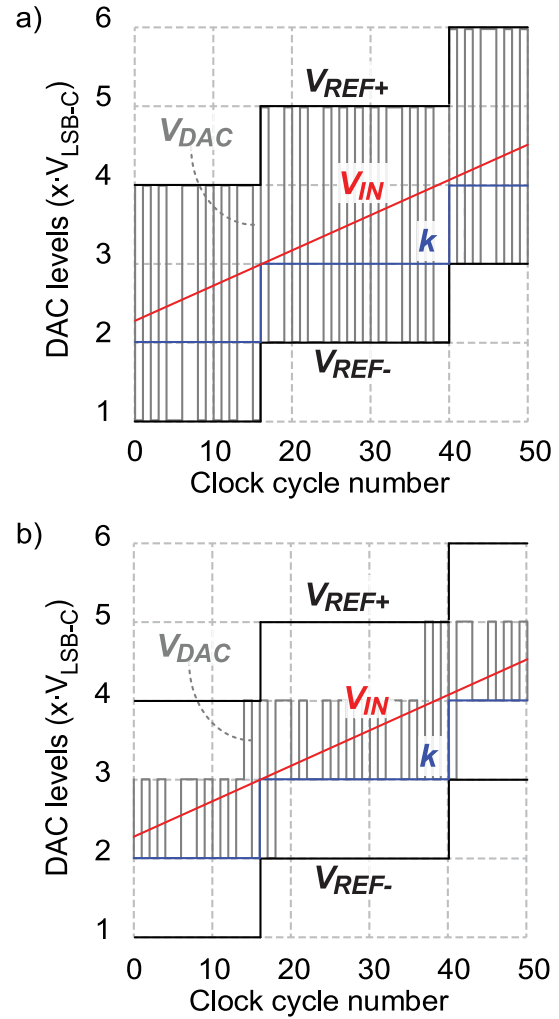 a)
DAC levels (x·V_LSB-C)
6
5
4
3
2
1
V_REF+
V_DAC
V_IN
k
V_REF-
0 10 20 30 40 50
Clock cycle number
b)
DAC levels (x·V_LSB-C)
6
5
4
3
2
1
V_REF+
V_DAC
V_IN
k
V_REF-
0 10 20 30 40 50
Clock cycle number